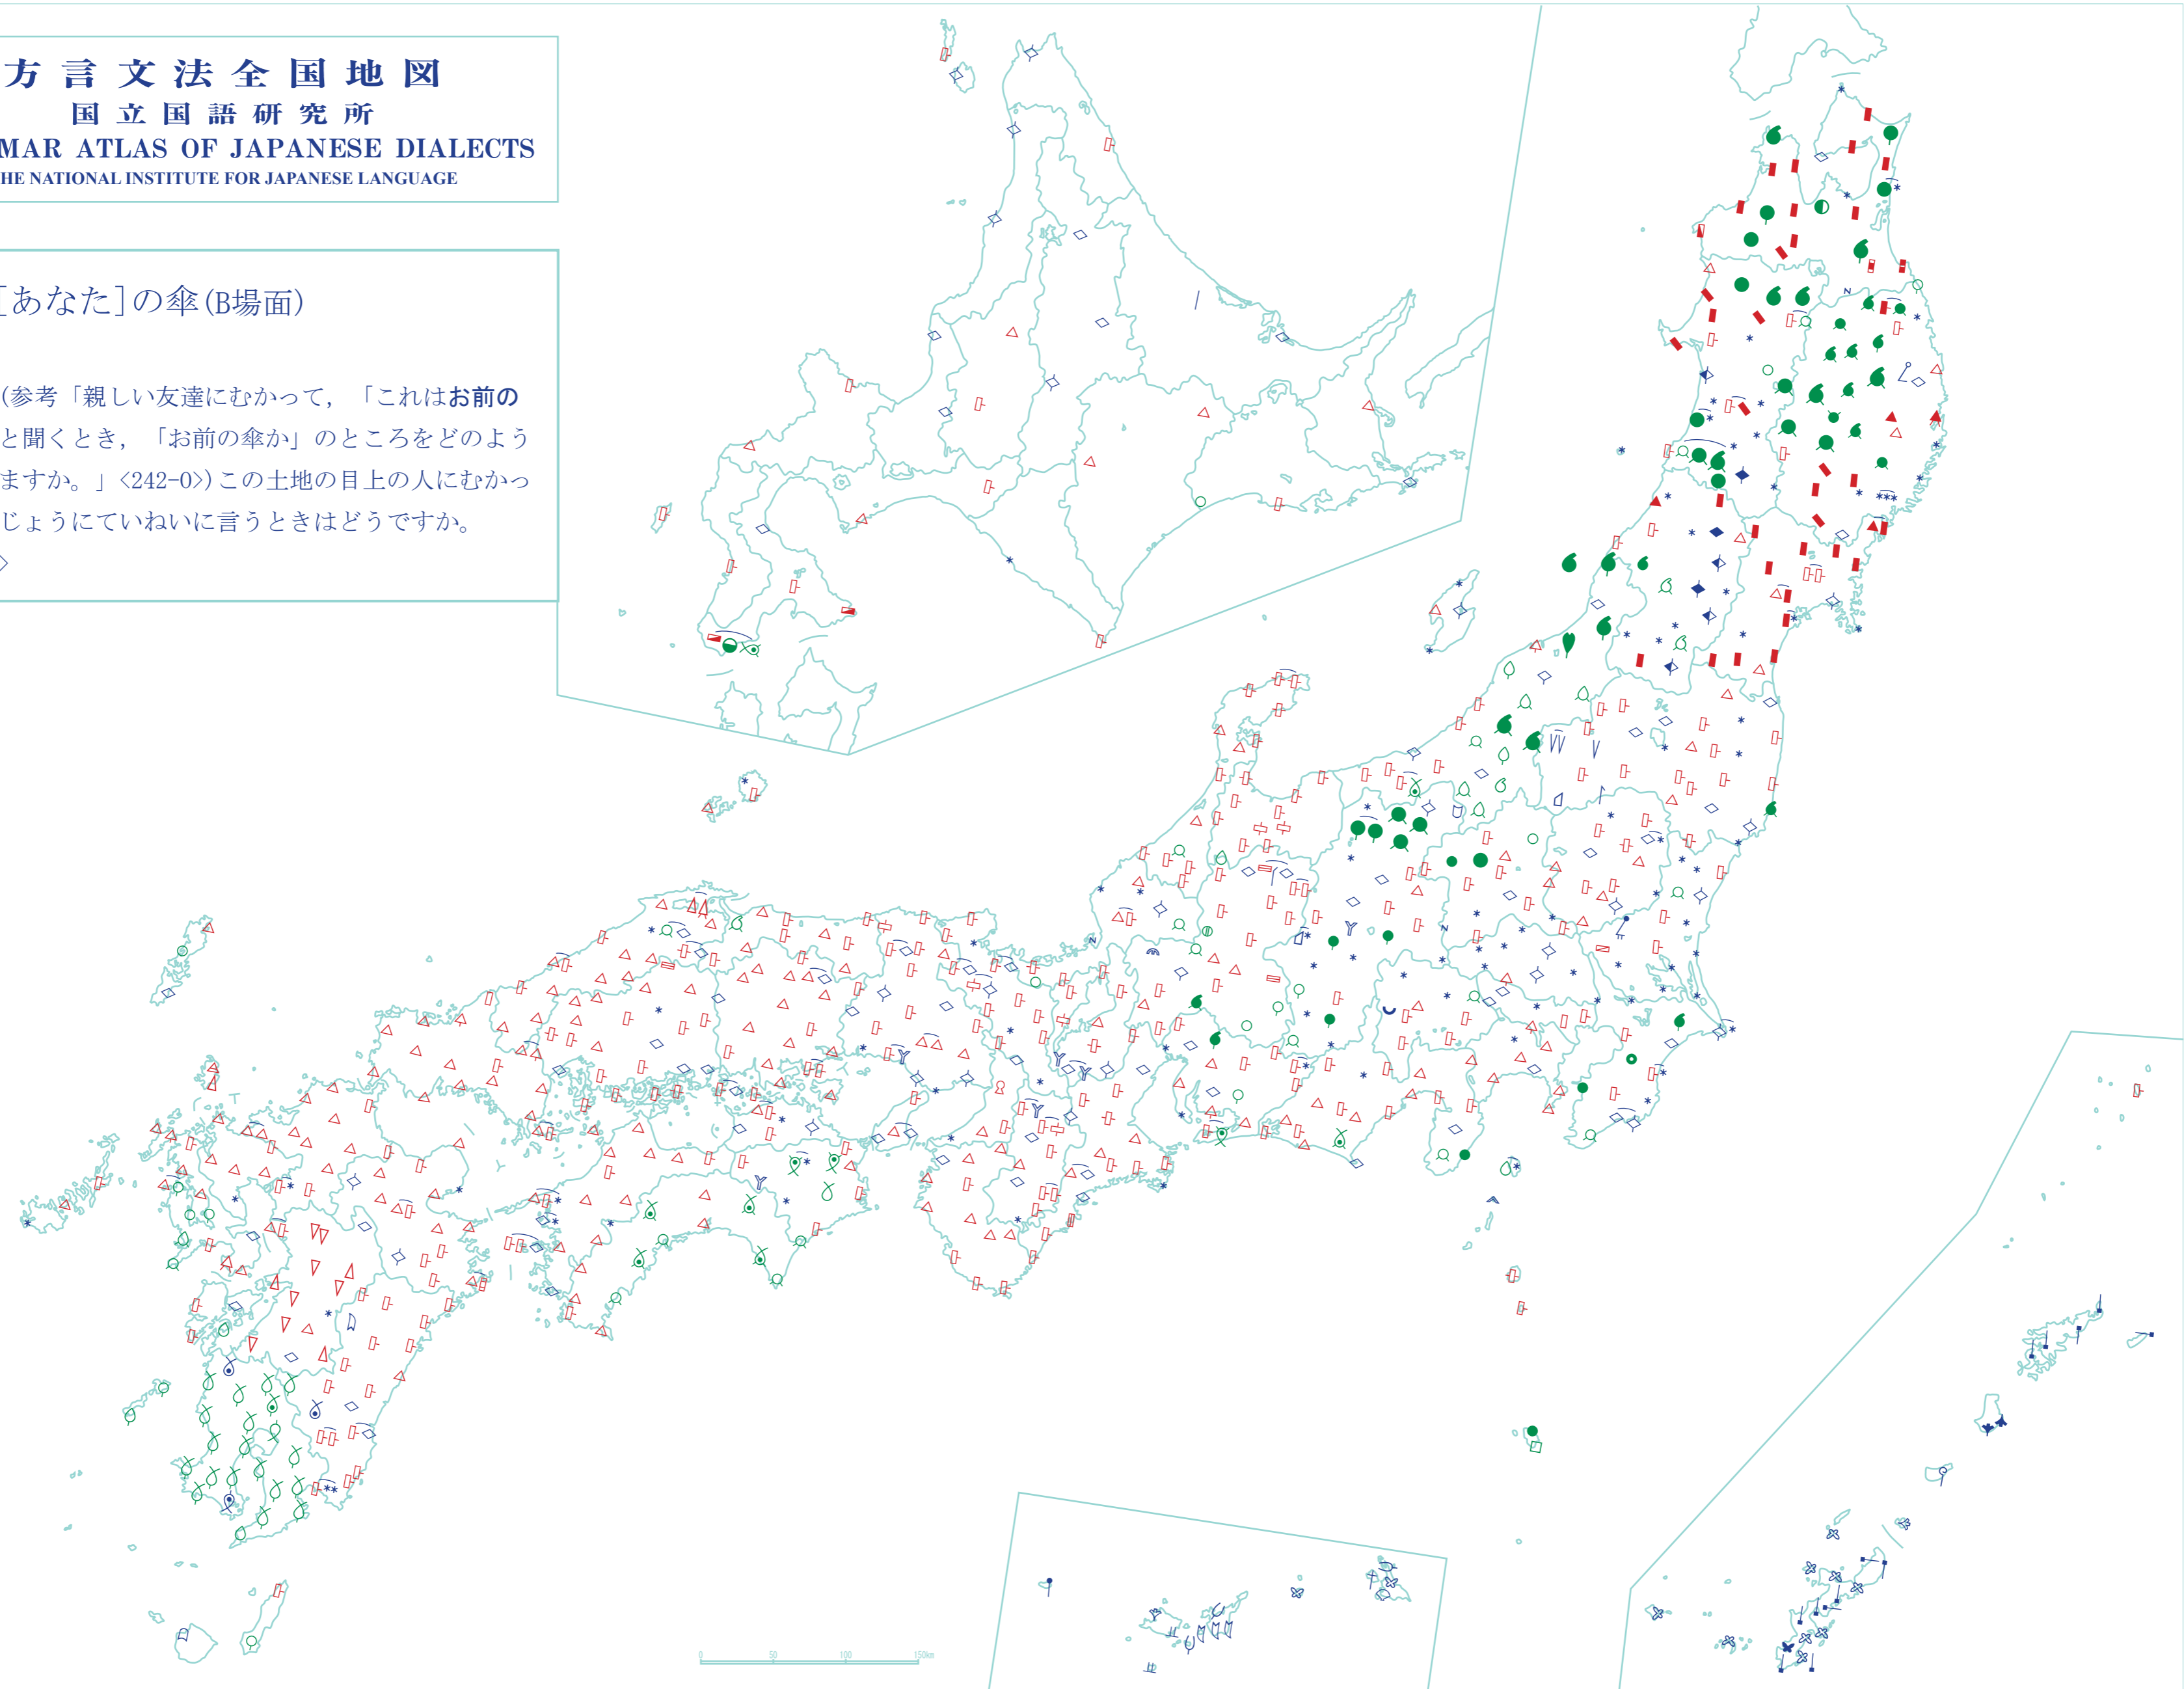 方言文法全国地図
国立国語研究所
MAR ATLAS OF JAPANESE DIALECTS
HE NATIONAL INSTITUTE FOR JAPANESE LANGUAGE
[あなた]の傘(B場面)
(参考「親しい友達にむかって,「これはお前の
と聞くとき,「お前の傘か」のところをどのよう
ますか。」<242-0>)この土地の目上の人にむかっ
じょうにていねいに言うときはどうですか。
>
0 50 100 150km